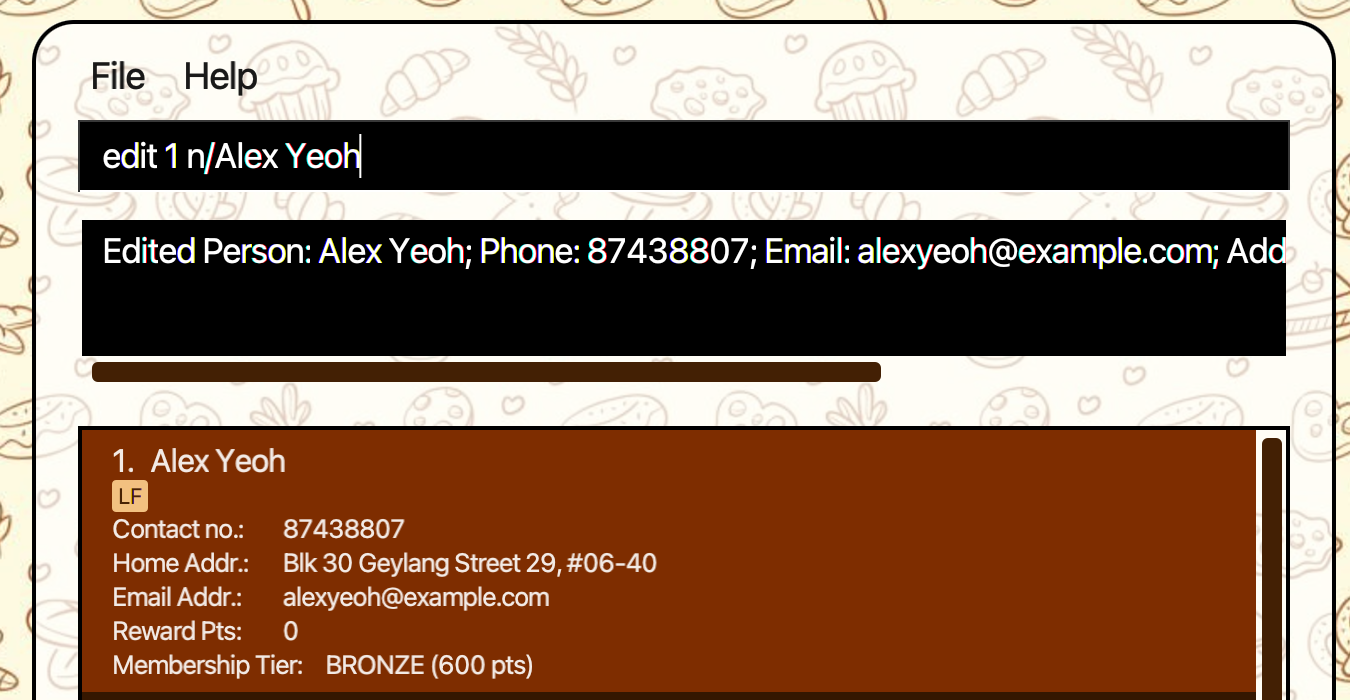 File Help
edit 1 n/Alex Yeoh
Edited Person: Alex Yeoh; Phone: 87438807; Email: alexyeoh@example.com; Add
1. Alex Yeoh
LF
Contact no.: 87438807
Home Addr.: Blk 30 Geylang Street 29, #06-40
Email Addr.: alexyeoh@example.com
Reward Pts: 0
Membership Tier: BRONZE (600 pts)